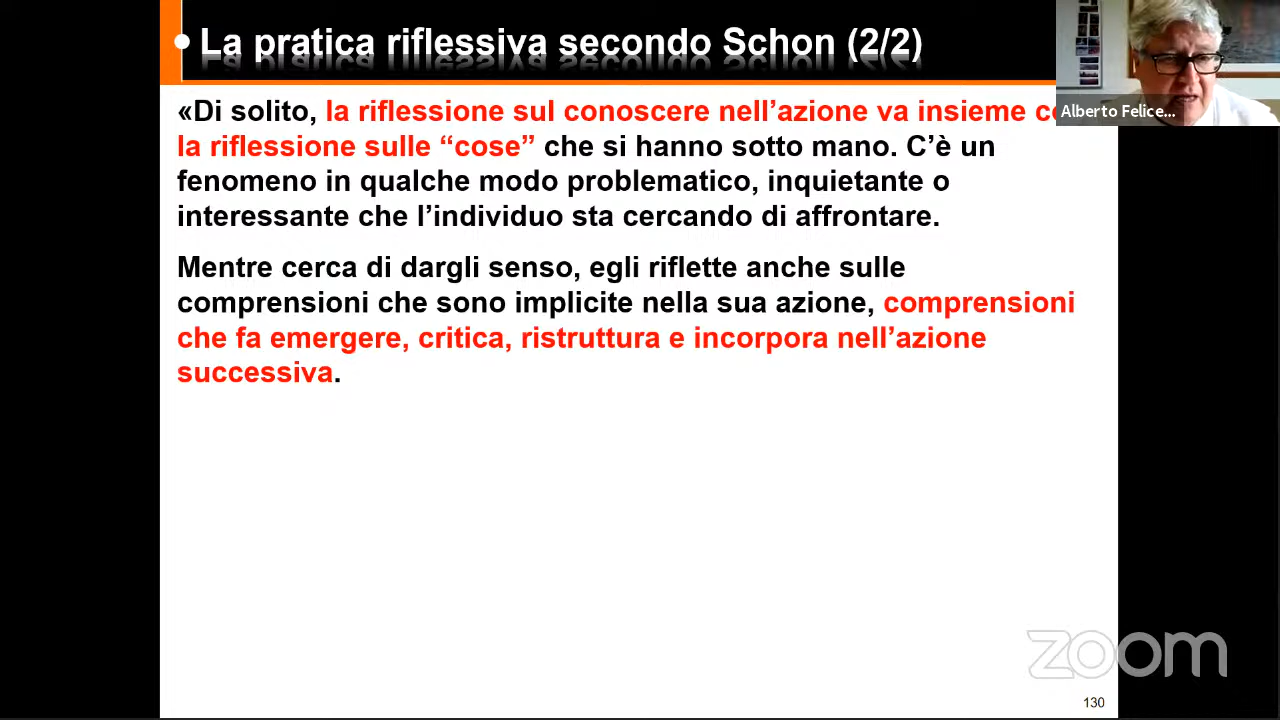 • La pratica riflessiva secondo Schon (2/2)
Alberto Felice...
«Di solito, la riflessione sul conoscere nell’azione va insieme
la riflessione sulle “cose” che si hanno sotto mano. C’è un
fenomeno in qualche modo problematico, inquietante o
interessante che l’individuo sta cercando di affrontare.
Mentre cerca di dargli senso, egli riflette anche sulle
comprensioni che sono implicite nella sua azione, comprensioni
che fa emergere, critica, ristruttura e incorpora nell’azione
successiva.
zoom
130